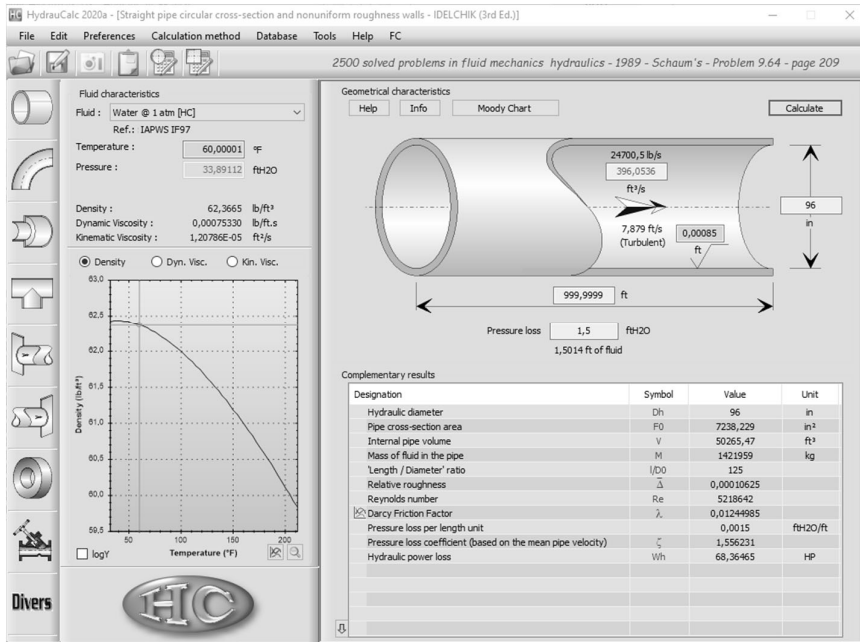 HC HydrauCalc 2020a - [Straight pipe circular cross-section and nonuniform roughness walls - IDELCHIK (3rd Ed.)]
File Edit Preferences Calculation method Database Tools Help FC
2500 solved problems in fluid mechanics hydraulics - 1989 - Schaum's - Problem 9.64 - page 209
Fluid characteristics
Fluid : Water @ 1 atm [HC]
Ref.: IAPWS IF97
Temperature : 60,00001 °F
Pressure : 33,89112 ftH2O
Density : 62,3665 lb/ft³
Dynamic Viscosity : 0,00075330 lb/ft.s
Kinematic Viscosity : 1,20786E-05 ft²/s
Density Dyn. Visc. Kin. Visc.
63,0
62,5
62,0
61,5
61,0
60,5
60,0
59,5
Density (lb/ft³)
50 100 150 200
logY Temperature (°F)
Divers
HC
Geometrical characteristics
Help Info Moody Chart Calculate
24700,5 lb/s
396,0536
ft³/s
7,879 ft/s
(Turbulent)
0,00085
ft
96
in
999,9999 ft
Pressure loss 1,5 ftH2O
1,5014 ft of fluid
Complementary results
Designation Symbol Value Unit
Hydraulic diameter Dh 96 in
Pipe cross-section area F0 7238,229 in²
Internal pipe volume V 50265,47 ft³
Mass of fluid in the pipe M 1421959 kg
'Length / Diameter' ratio l/D0 125
Relative roughness Δ̅ 0,00010625
Reynolds number Re 5218642
Darcy Friction Factor λ 0,01244985
Pressure loss per length unit 0,0015 ftH2O/ft
Pressure loss coefficient (based on the mean pipe velocity) ζ 1,556231
Hydraulic power loss Wh 68,36465 HP